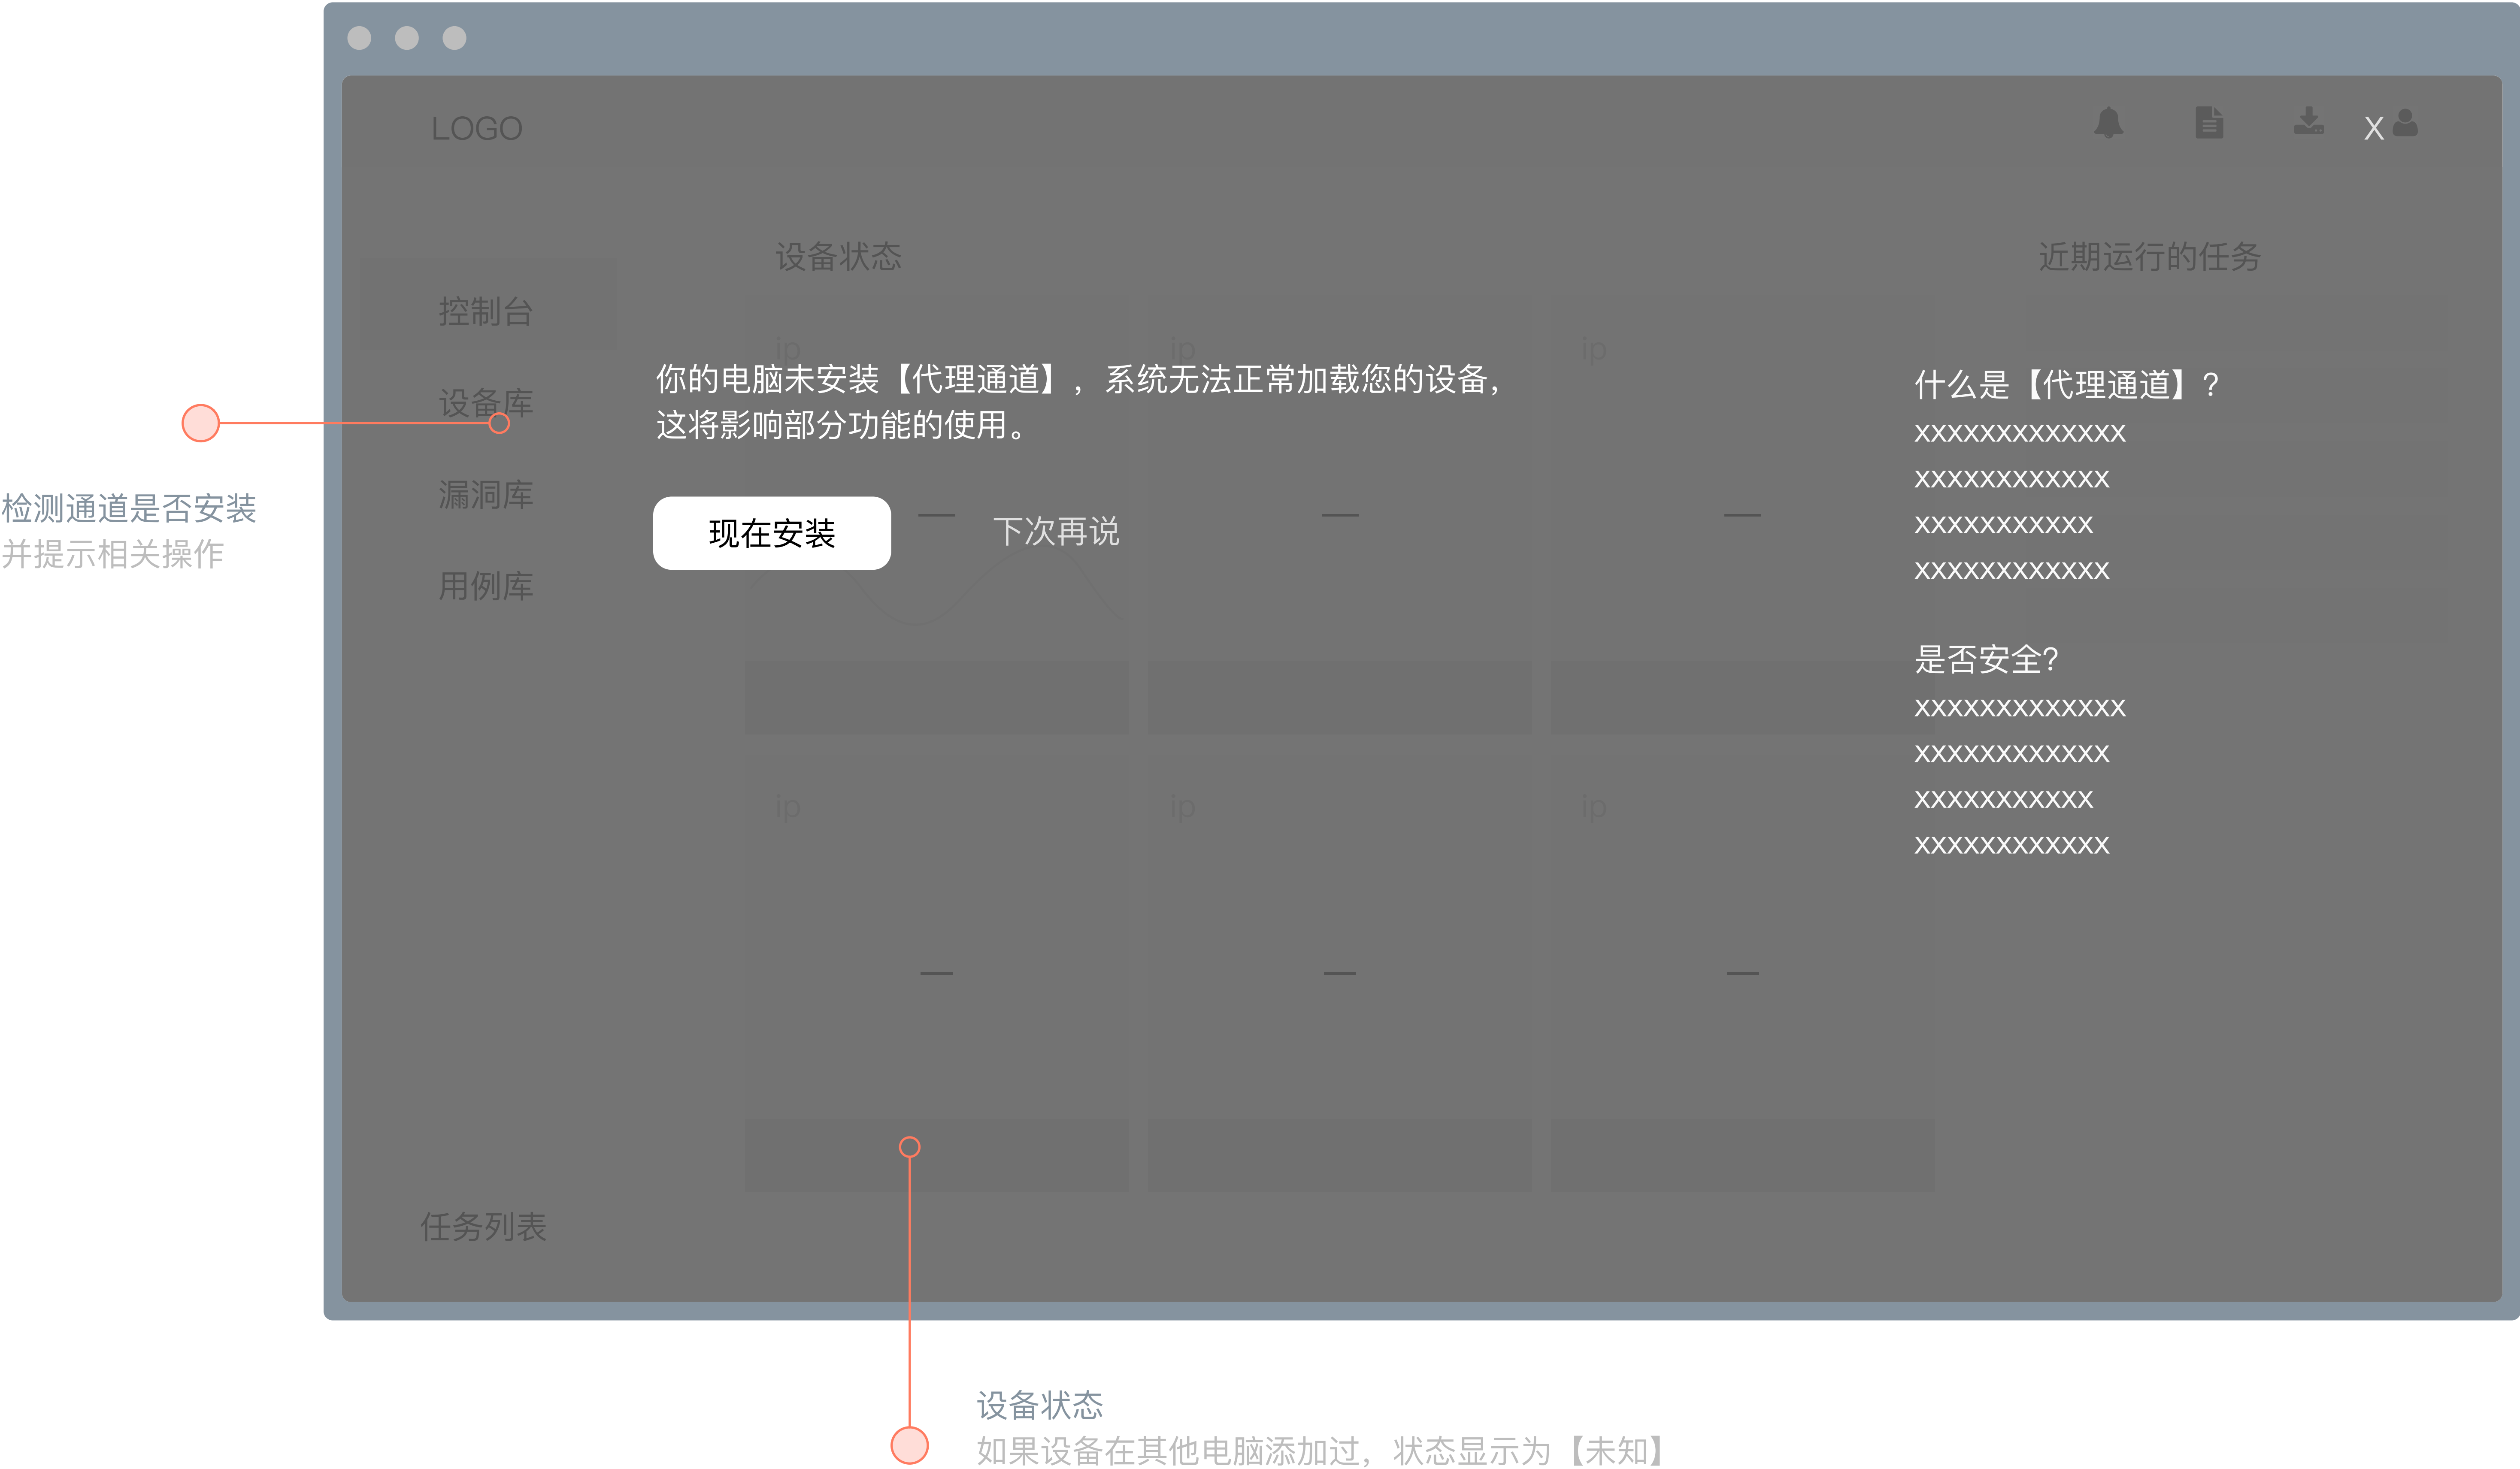 LOGO
X
设备状态
近期运行的任务
控制台
设备库
漏洞库
用例库
任务列表
ip
ip
ip
你的电脑未安装【代理通道】，系统无法正常加载您的设备，
这将影响部分功能的使用。
现在安装
下次再说
—
—
—
ip
ip
ip
—
—
—
什么是【代理通道】？
xxxxxxxxxxxxx
xxxxxxxxxxxx
xxxxxxxxxxx
xxxxxxxxxxxx
是否安全?
xxxxxxxxxxxxx
xxxxxxxxxxxx
xxxxxxxxxxx
xxxxxxxxxxxx
检测通道是否安装
并提示相关操作
设备状态
如果设备在其他电脑添加过，状态显示为【未知】